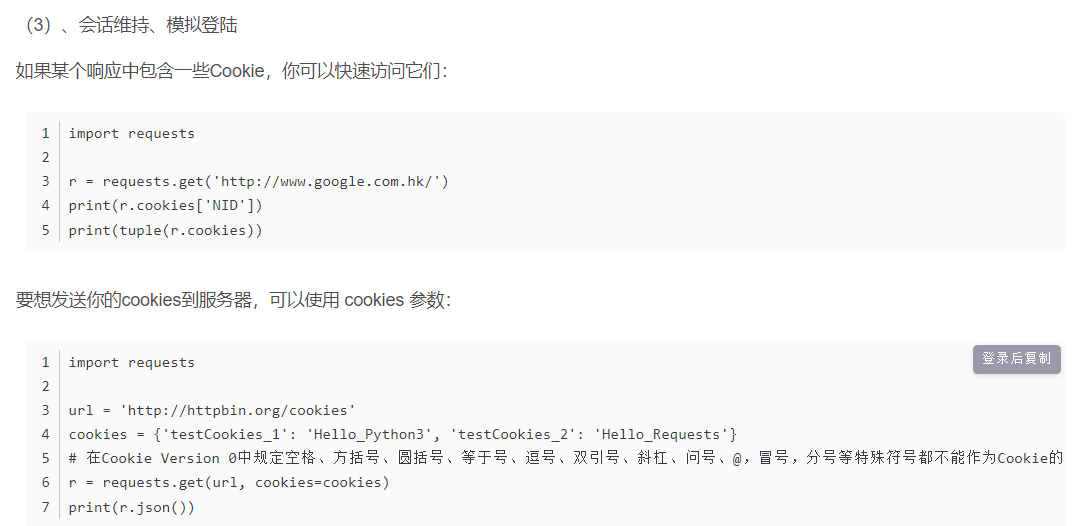 （3）、会话维持、模拟登陆
如果某个响应中包含一些Cookie，你可以快速访问它们：
1 import requests
2
3 r = requests.get('http://www.google.com.hk/')
4 print(r.cookies['NID'])
5 print(tuple(r.cookies))
要想发送你的cookies到服务器，可以使用 cookies 参数：
登录后复制
1 import requests
2
3 url = 'http://httpbin.org/cookies'
4 cookies = {'testCookies_1': 'Hello_Python3', 'testCookies_2': 'Hello_Requests'}
5 # 在Cookie Version 0中规定空格、方括号、圆括号、等于号、逗号、双引号、斜杠、问号、@，冒号，分号等特殊符号都不能作为Cookie的
6 r = requests.get(url, cookies=cookies)
7 print(r.json())